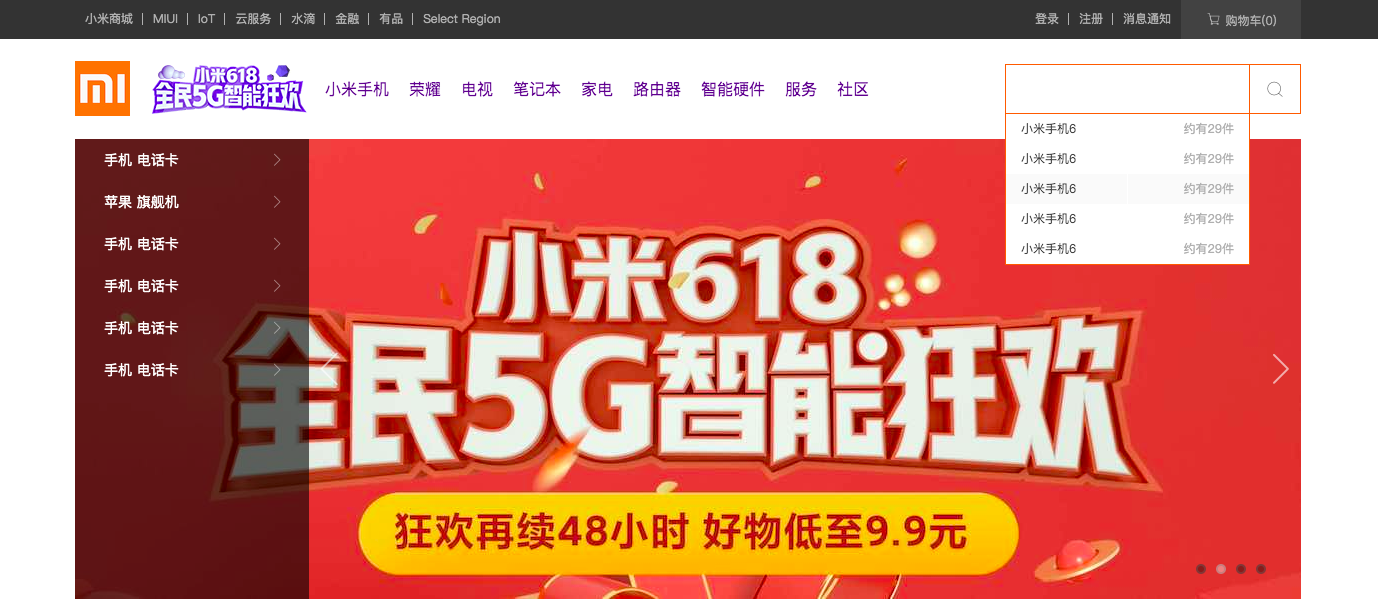 小米商城 | MIUI | IoT | 云服务 | 水滴 | 金融 | 有品 | Select Region 登录 | 注册 | 消息通知 购物车(0)
小米618
全民5G智能狂欢
小米手机 荣耀 电视 笔记本 家电 路由器 智能硬件 服务 社区
小米手机6 约有29件
小米手机6 约有29件
小米手机6 约有29件
小米手机6 约有29件
小米手机6 约有29件
手机 电话卡
苹果 旗舰机
手机 电话卡
手机 电话卡
手机 电话卡
手机 电话卡
小米618
全民5G智能狂欢
狂欢再续48小时 好物低至9.9元